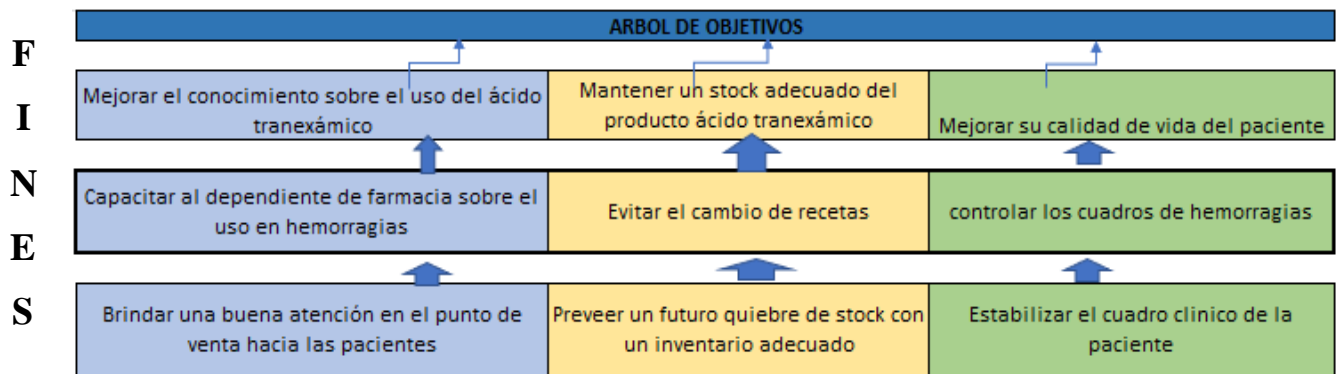 ARBOL DE OBJETIVOS
F
I
N
E
S
Mejorar el conocimiento sobre el uso del ácido
tranexámico
Mantener un stock adecuado del
producto ácido tranexámico
Mejorar su calidad de vida del paciente
Capacitar al dependiente de farmacia sobre el
uso en hemorragias
Evitar el cambio de recetas
controlar los cuadros de hemorragias
Brindar una buena atención en el punto de
venta hacia las pacientes
Preveer un futuro quiebre de stock con
un inventario adecuado
Estabilizar el cuadro clinico de la
paciente